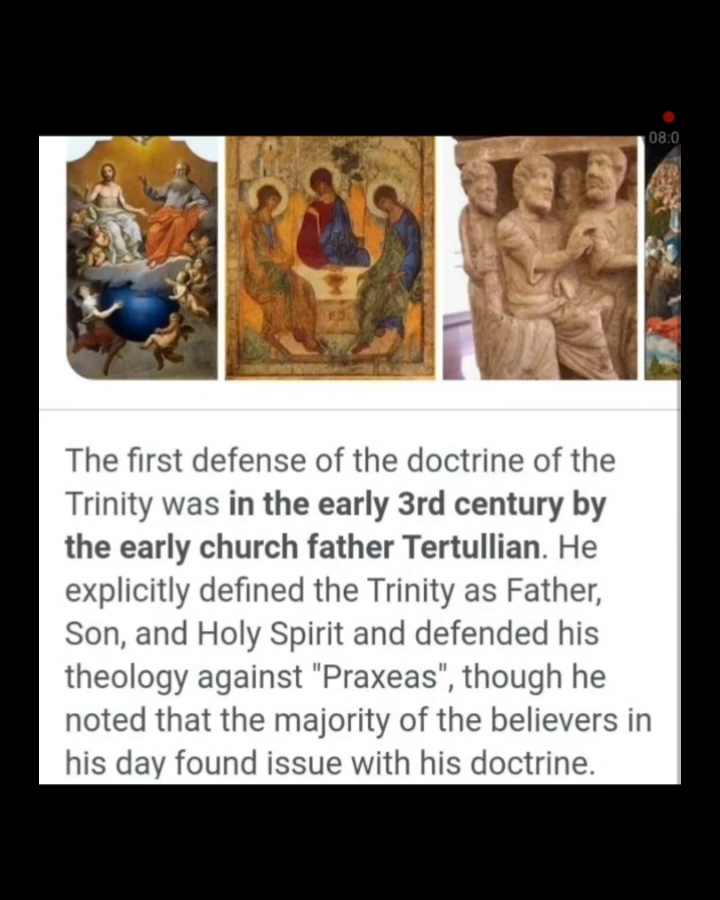 08:0
The first defense of the doctrine of the
Trinity was in the early 3rd century by
the early church father Tertullian. He
explicitly defined the Trinity as Father,
Son, and Holy Spirit and defended his
theology against "Praxeas", though he
noted that the majority of the believers in
his day found issue with his doctrine.